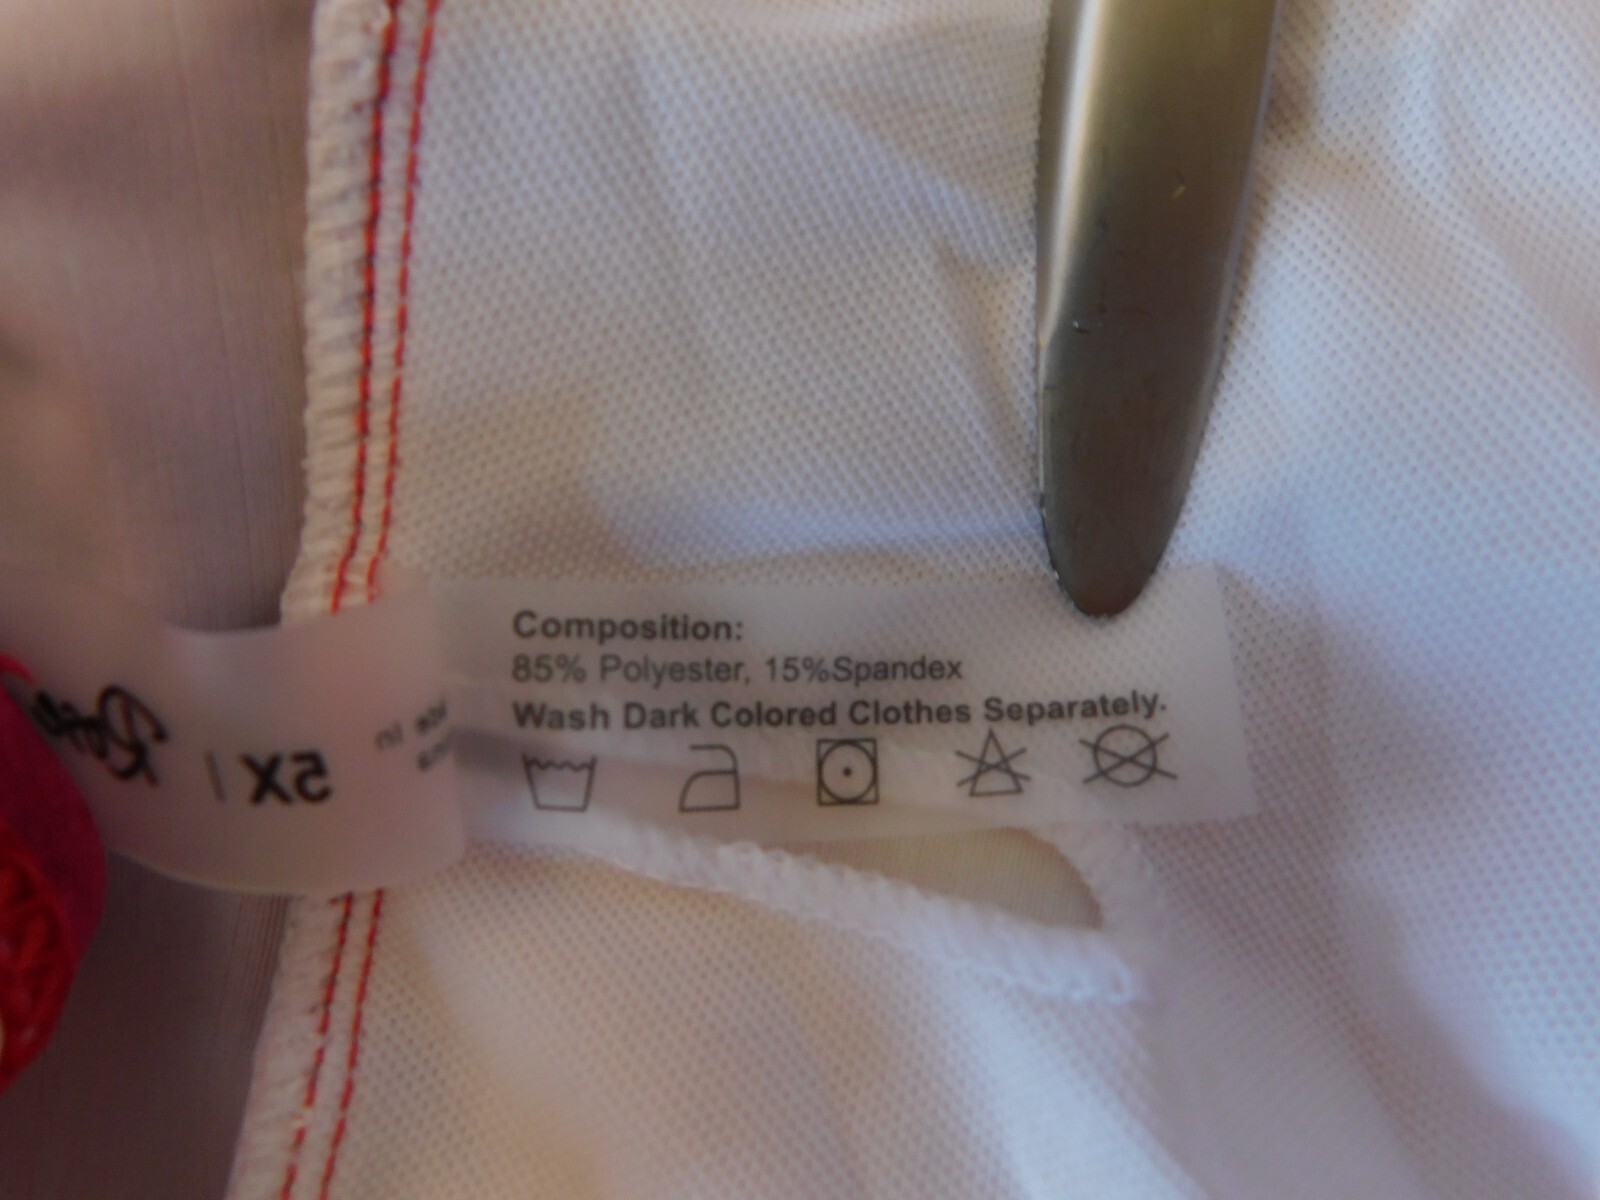 Composition:
85% Polyester, 15%Spandex
Wash Dark Colored Clothes Separately.
5X